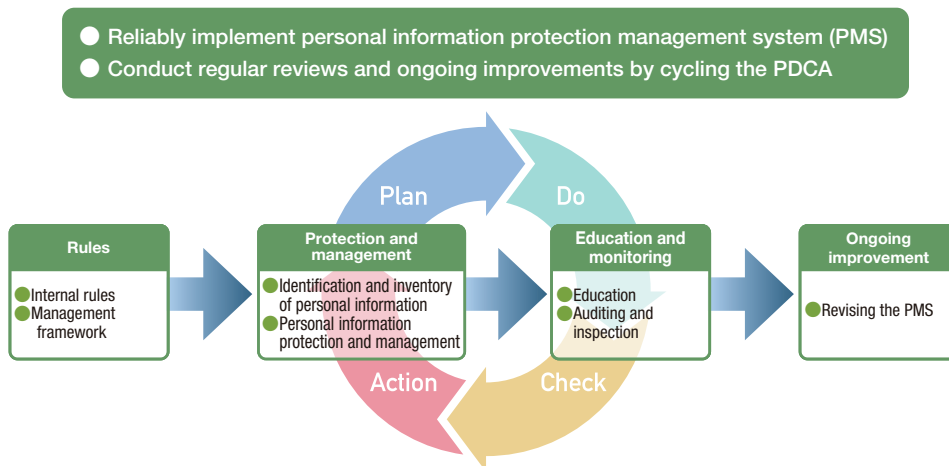 Reliably implement personal information protection management system (PMS)
Conduct regular reviews and ongoing improvements by cycling the PDCA
Plan
Do
Rules
Internal rules
Management
framework
Protection and
management
Identification and inventory
of personal information
Personal information
protection and management
Education and
monitoring
Education
Auditing and
inspection
Ongoing
improvement
Revising the PMS
Action
Check